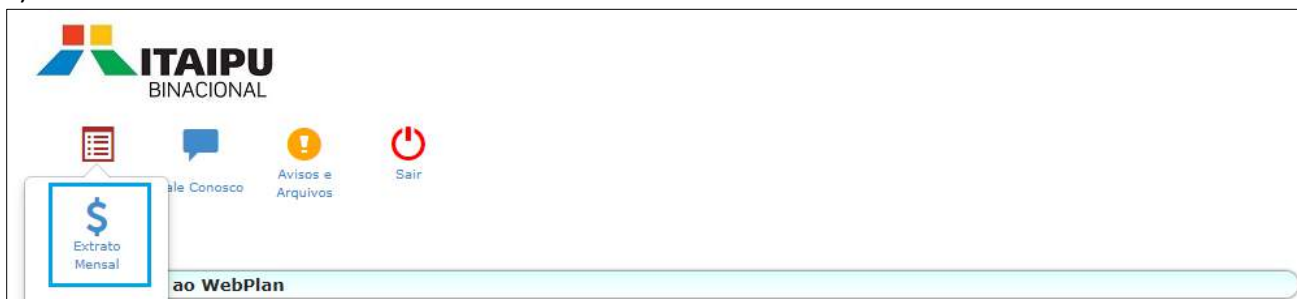 ITAIPU
BINACIONAL
ale Conosco
Avisos e
Arquivos
Sair
$
Extrato
Mensal
ao WebPlan